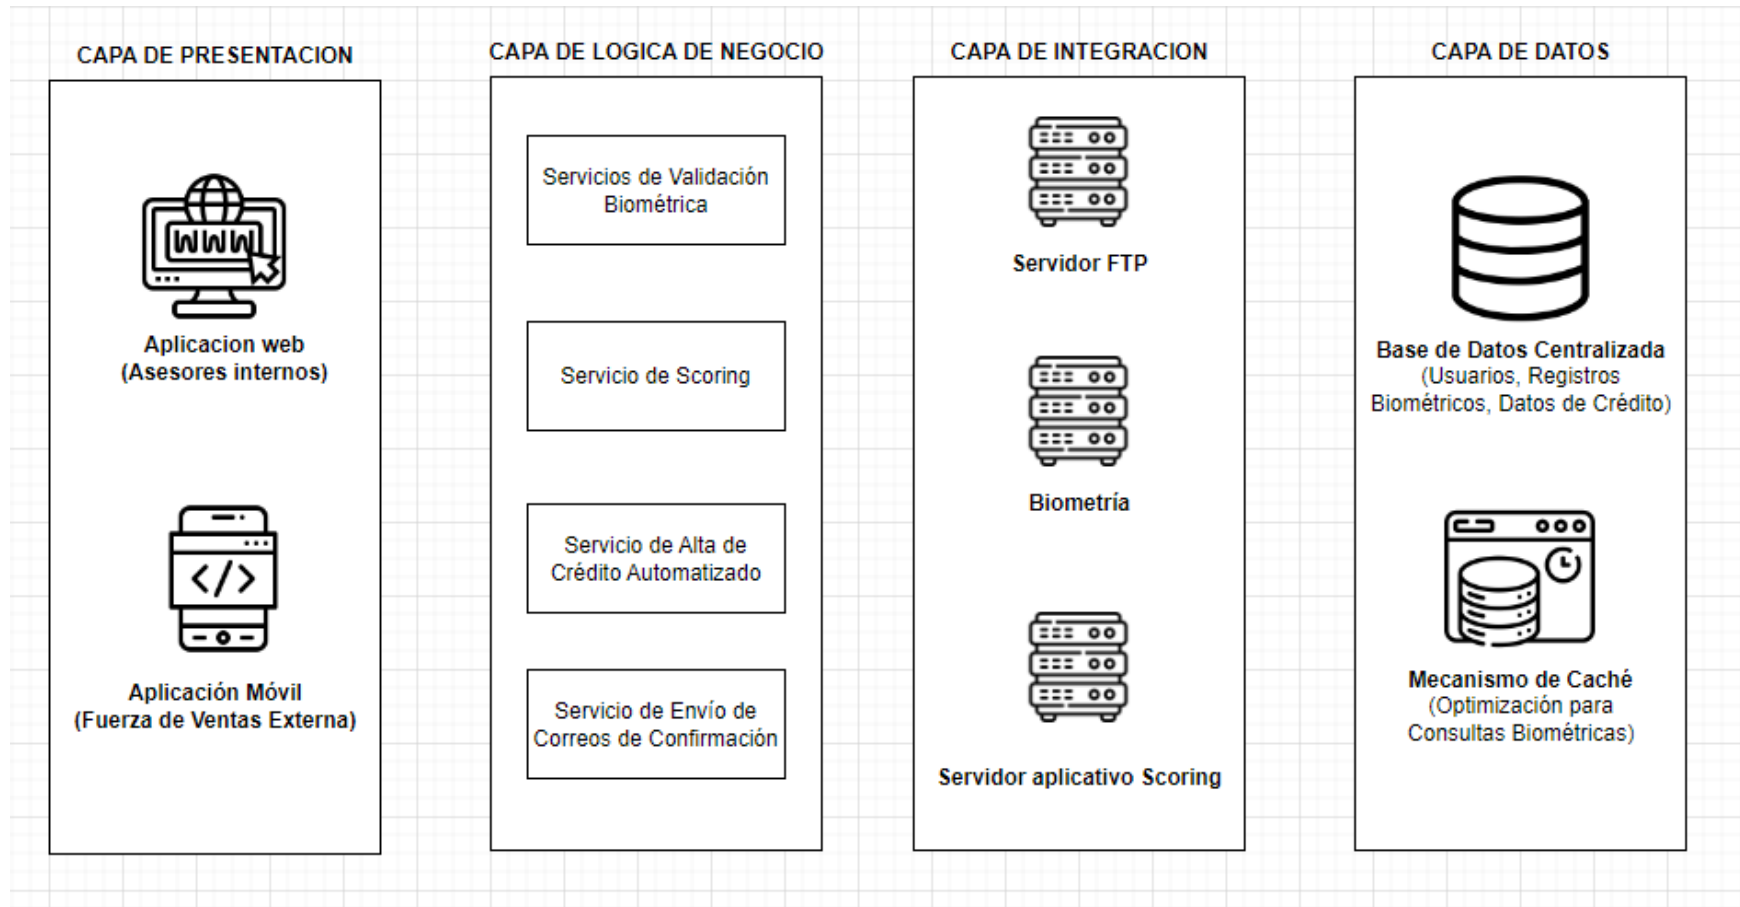 CAPA DE PRESENTACION
WWW
Aplicacion web
(Asesores internos)
</>
Aplicación Móvil
(Fuerza de Ventas Externa)
CAPA DE LOGICA DE NEGOCIO
Servicios de Validación
Biométrica
Servicio de Scoring
Servicio de Alta de
Crédito Automatizado
Servicio de Envío de
Correos de Confirmación
CAPA DE INTEGRACION
Servidor FTP
Biometría
Servidor aplicativo Scoring
CAPA DE DATOS
Base de Datos Centralizada
(Usuarios, Registros
Biométricos, Datos de Crédito)
Mecanismo de Caché
(Optimización para
Consultas Biométricas)